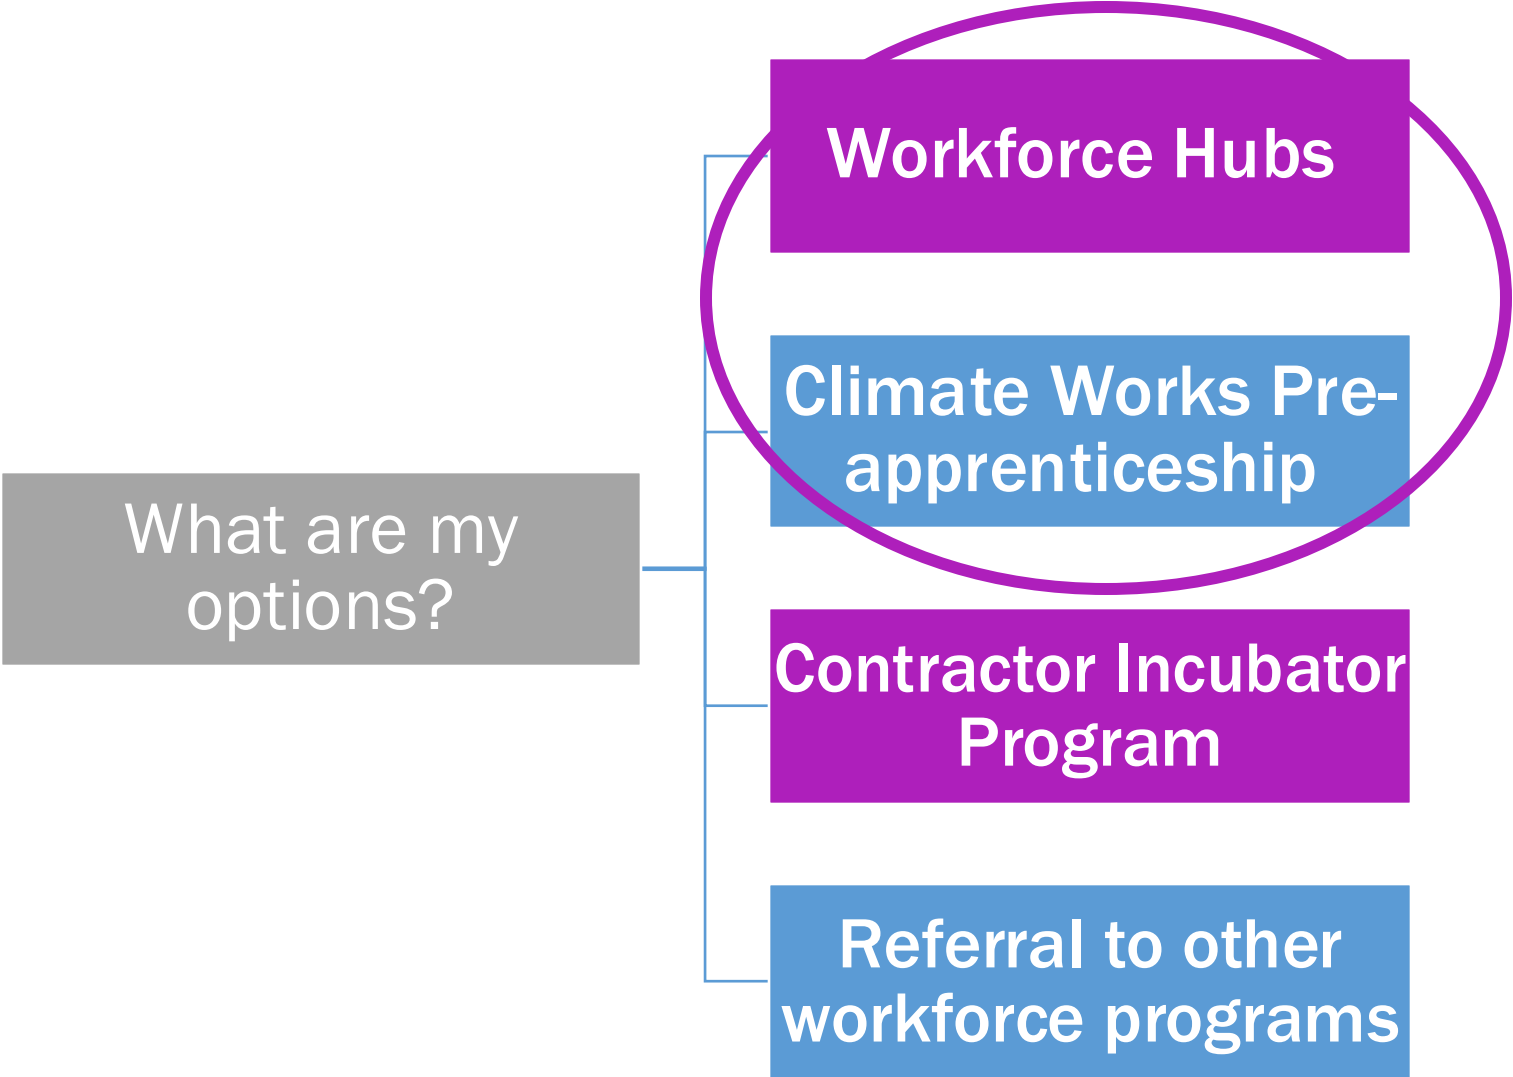 What are my
options?
Workforce Hubs
Climate Works Pre-
apprenticeship
Contractor Incubator
Program
Referral to other
workforce programs